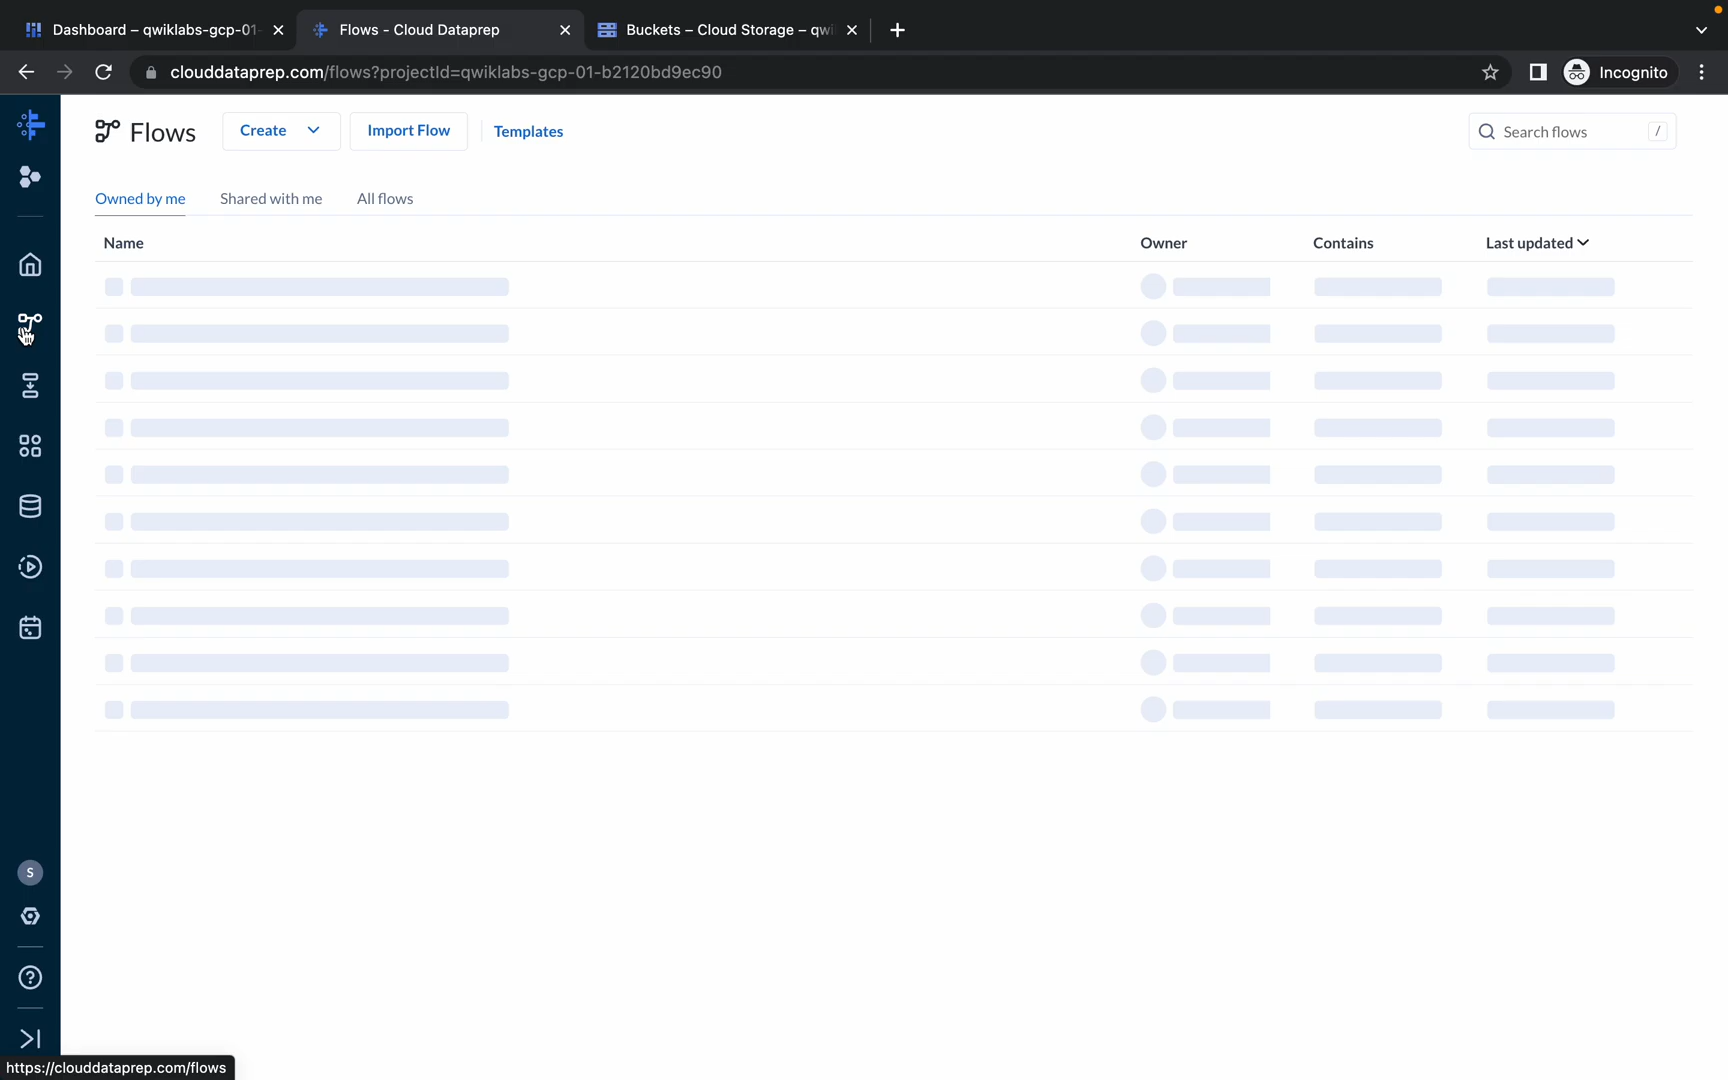 Dashboard – qwiklabs-gcp-01-
Flows - Cloud Dataprep
Buckets – Cloud Storage – qwi
clouddataprep.com/flows?projectId=qwiklabs-gcp-01-b2120bd9ec90
Incognito
Flows
Create
Import Flow
Templates
Search flows
/
Owned by me
Shared with me
All flows
Name
Owner
Contains
Last updated
S
https://clouddataprep.com/flows